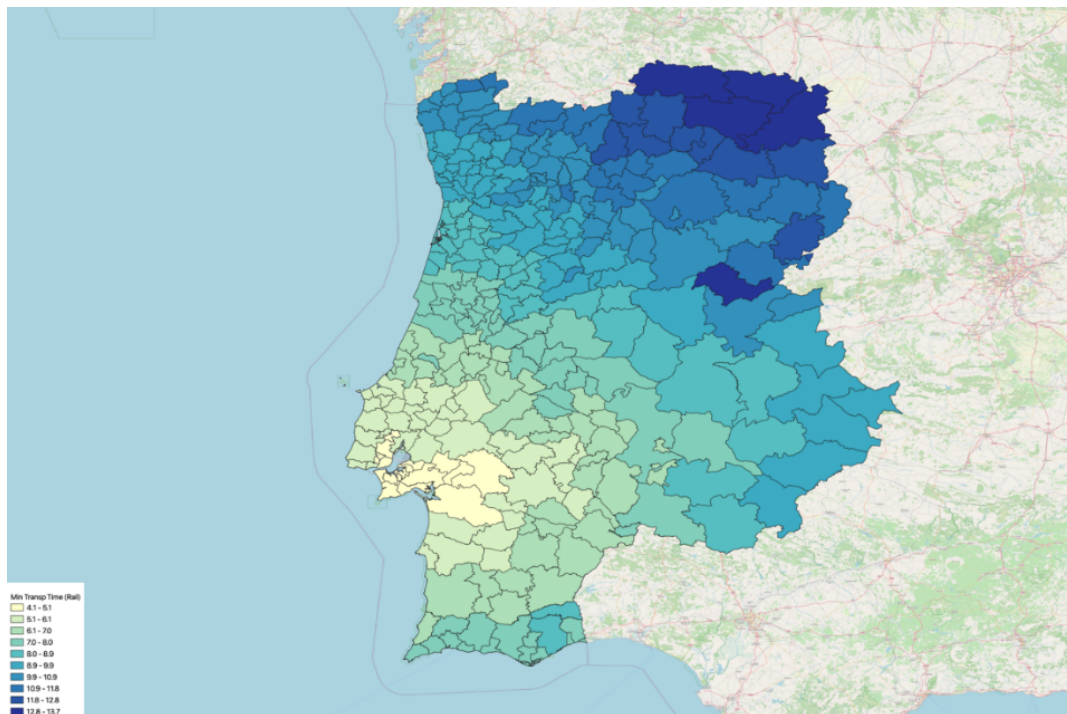 Min Transp Time (Rail)
4.1 - 5.1
5.1 - 6.1
6.1 - 7.0
7.0 - 8.0
8.0 - 8.9
8.9 - 9.9
9.9 - 10.9
10.9 - 11.8
11.8 - 12.8
12.8 - 13.7